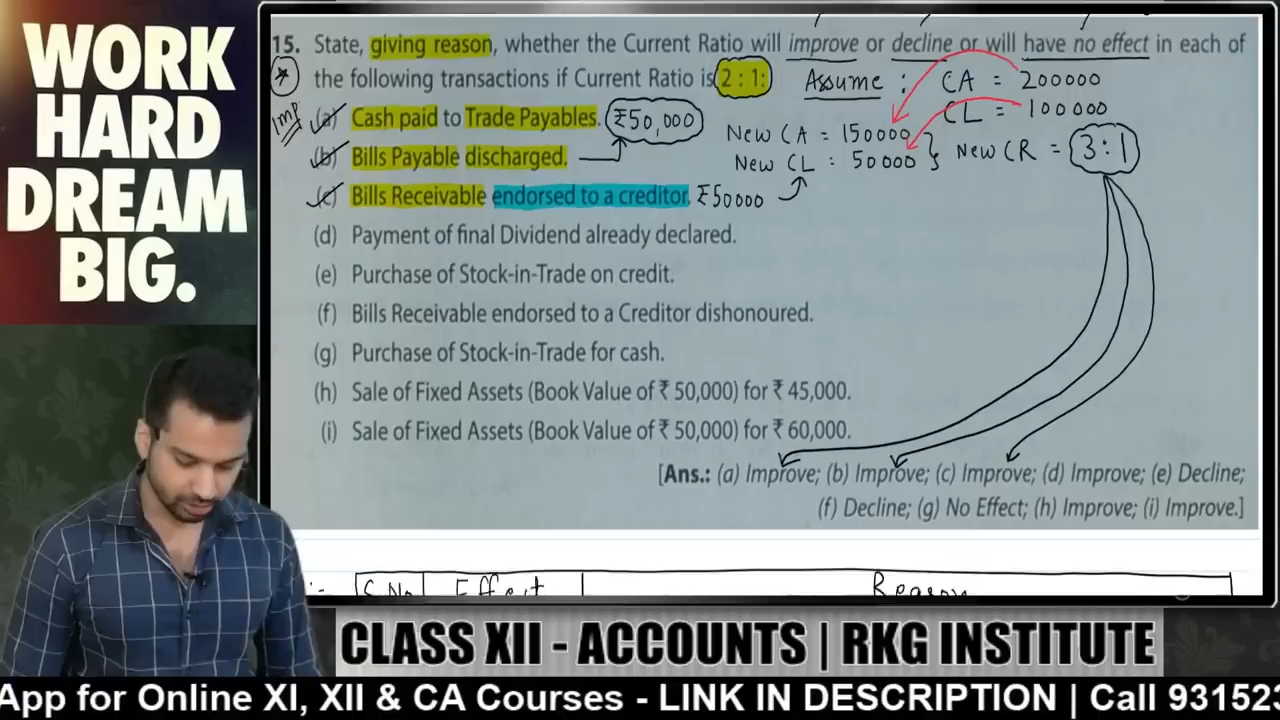 WORK
HARD
DREAM
BIG.
15. State, giving reason, whether the Current Ratio will improve or decline or will have no effect in each of
the following transactions if Current Ratio is 2 : 1:
Assume : CA = 200000
CL = 100000
Imp
(a) Cash paid to Trade Payables. ₹50,000
New CA = 150000
New CL = 50000 } New CR = 3:1
(b) Bills Payable discharged.
(c) Bills Receivable endorsed to a creditor. ₹50000
(d) Payment of final Dividend already declared.
(e) Purchase of Stock-in-Trade on credit.
(f) Bills Receivable endorsed to a Creditor dishonoured.
(g) Purchase of Stock-in-Trade for cash.
(h) Sale of Fixed Assets (Book Value of ₹ 50,000) for ₹ 45,000.
(i) Sale of Fixed Assets (Book Value of ₹ 50,000) for ₹ 60,000.
[Ans.: (a) Improve; (b) Improve; (c) Improve; (d) Improve; (e) Decline;
(f) Decline; (g) No Effect; (h) Improve; (i) Improve.]
S.No Effect Reason
CLASS XII - ACCOUNTS | RKG INSTITUTE
App for Online XI, XII & CA Courses - LINK IN DESCRIPTION | Call 931523